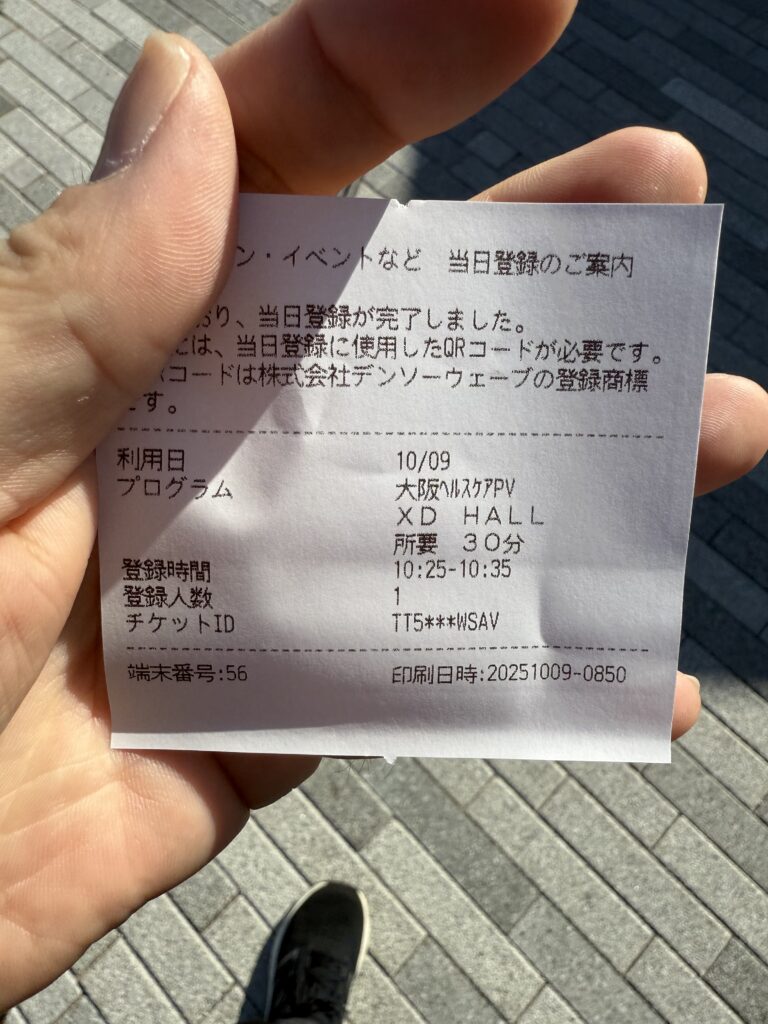 ン・イベントなど 当日登録のご案内
おり、当日登録が完了しました。
には、当日登録に使用したQRコードが必要です。
コードは株式会社デンソーウェーブの登録商標
です。
利用日 10/09
プログラム 大阪ﾍﾙｽｹｱPV
ＸＤ ＨＡＬＬ
所要 ３０分
登録時間 10:25-10:35
登録人数 1
チケットID TT5***WSAV
端末番号:56 印刷日時:20251009-0850